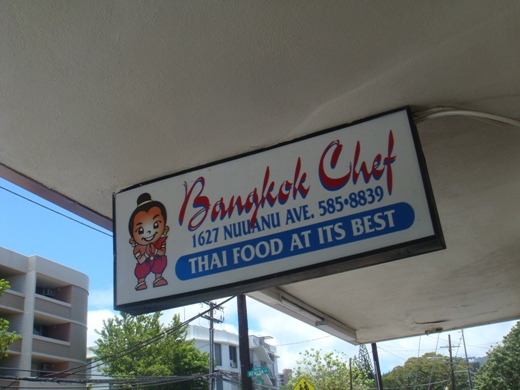 Bangkok Chef
1627 NUUANU AVE. 585•8839
THAI FOOD AT ITS BEST